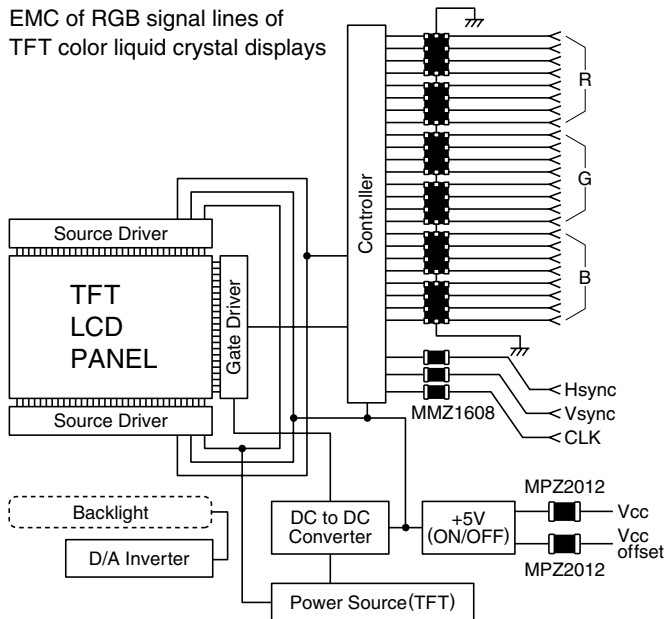 EMC of RGB signal lines of
TFT color liquid crystal displays
R
G
B
Controller
Source Driver
TFT
LCD
PANEL
Gate Driver
Source Driver
MMZ1608
Hsync
Vsync
CLK
Backlight
D/A Inverter
DC to DC
Converter
+5V
(ON/OFF)
MPZ2012
Vcc
Vcc
offset
MPZ2012
Power Source(TFT)